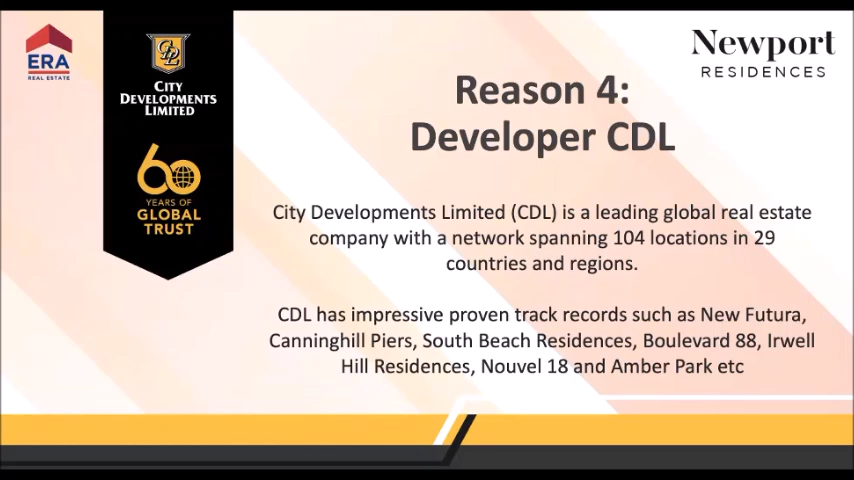 ERA
REAL ESTATE
CDL
CITY
DEVELOPMENTS
LIMITED
60
YEARS OF
GLOBAL
TRUST
Newport
RESIDENCES
Reason 4:
Developer CDL
City Developments Limited (CDL) is a leading global real estate
company with a network spanning 104 locations in 29
countries and regions.
CDL has impressive proven track records such as New Futura,
Canninghill Piers, South Beach Residences, Boulevard 88, Irwell
Hill Residences, Nouvel 18 and Amber Park etc